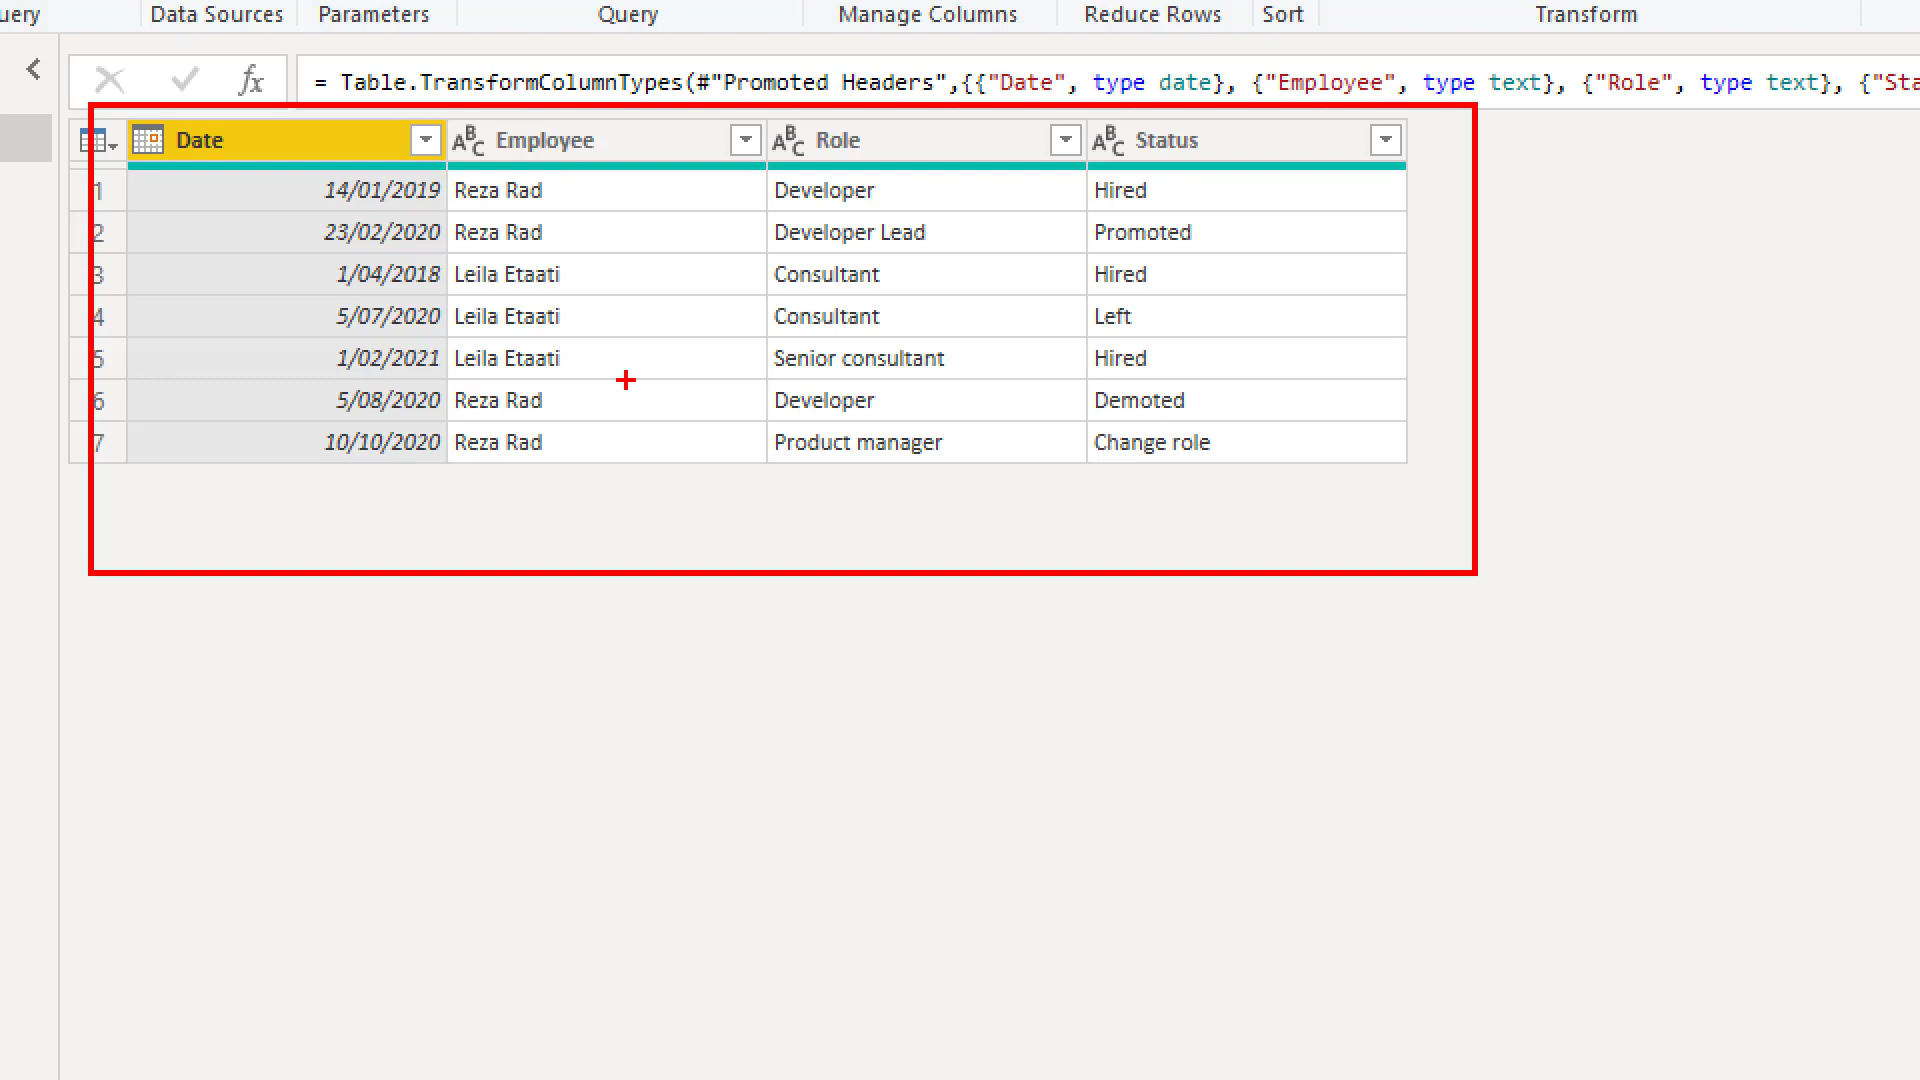 uery Data Sources Parameters Query Manage Columns Reduce Rows Sort Transform
fx = Table.TransformColumnTypes(#"Promoted Headers",{{"Date", type date}, {"Employee", type text}, {"Role", type text}, {"Sta
Date ABC Employee ABC Role ABC Status
1 14/01/2019 Reza Rad Developer Hired
2 23/02/2020 Reza Rad Developer Lead Promoted
3 1/04/2018 Leila Etaati Consultant Hired
4 5/07/2020 Leila Etaati Consultant Left
5 1/02/2021 Leila Etaati Senior consultant Hired
6 5/08/2020 Reza Rad Developer Demoted
7 10/10/2020 Reza Rad Product manager Change role